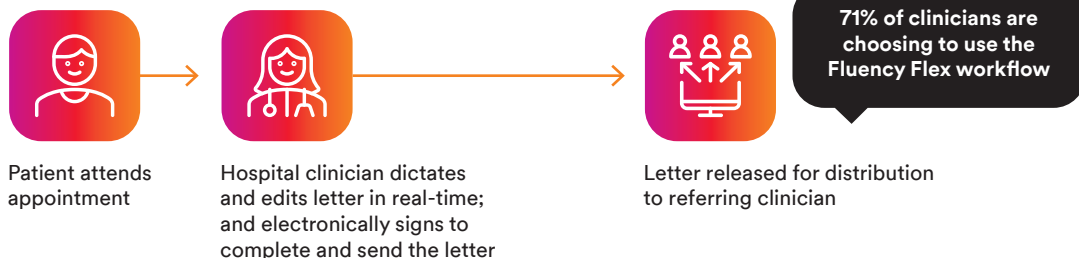 71% of clinicians are
choosing to use the
Fluency Flex workflow
Patient attends
appointment
Hospital clinician dictates
and edits letter in real-time;
and electronically signs to
complete and send the letter
Letter released for distribution
to referring clinician